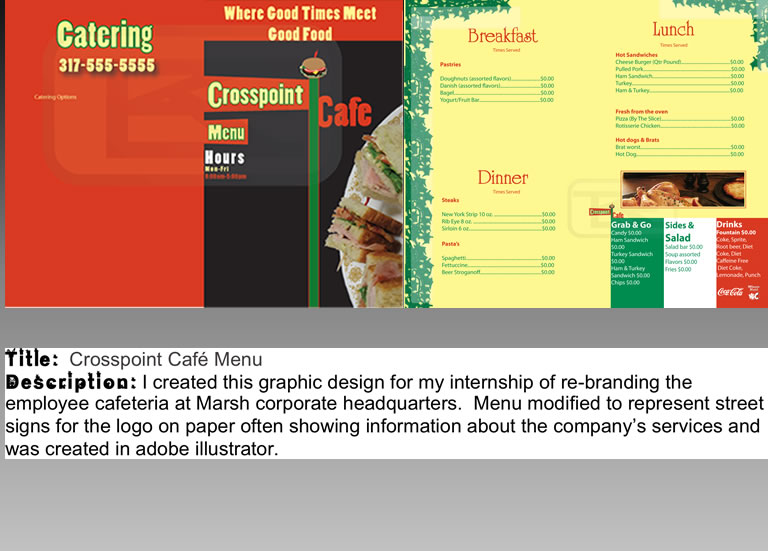 Catering
317-555-5555
Catering Options
Where Good Times Meet
Good Food
Crosspoint
Cafe
Menu
Hours
Mon-Fri
Breakfast
Times Served
Pastries
Doughnuts (assorted flavors)...$0.00
Danish (assorted flavors)...$0.00
Bagel...$0.00
Yogurt/Fruit Bar...$0.00
Dinner
Times Served
Steaks
New York Strip 10 oz. ...$0.00
Rib Eye 8 oz. ...$0.00
Sirloin 6 oz. ...$0.00
Pasta's
Spaghetti...$0.00
Fettuccine...$0.00
Beer Stroganoff...$0.00
Lunch
Times Served
Hot Sandwiches
Cheese Burger (Qtr Pound)...$0.00
Pulled Pork...$0.00
Ham Sandwich...$0.00
Turkey...$0.00
Ham & Turkey...$0.00
Fresh from the oven
Pizza (By The Slice)...$0.00
Rotisserie Chicken...$0.00
Hot dogs & Brats
Brat worst...$0.00
Hot Dog...$0.00
Crosspoint
Cafe
Grab & Go
Candy $0.00
Ham Sandwich
$0.00
Turkey Sandwich
$0.00
Ham & Turkey
Sandwich $0.00
Chips $0.00
Sides &
Salad
Salad bar $0.00
Soup assorted
Flavors $0.00
Fries $0.00
Drinks
Fountain $0.00
Coke, Sprite,
Root beer, Diet
Coke, Diet
Caffeine Free
Diet Coke,
Lemonade, Punch
Coca-Cola
Title: Crosspoint Café Menu
Description: I created this graphic design for my internship of re-branding the
employee cafeteria at Marsh corporate headquarters. Menu modified to represent street
signs for the logo on paper often showing information about the company’s services and
was created in adobe illustrator.